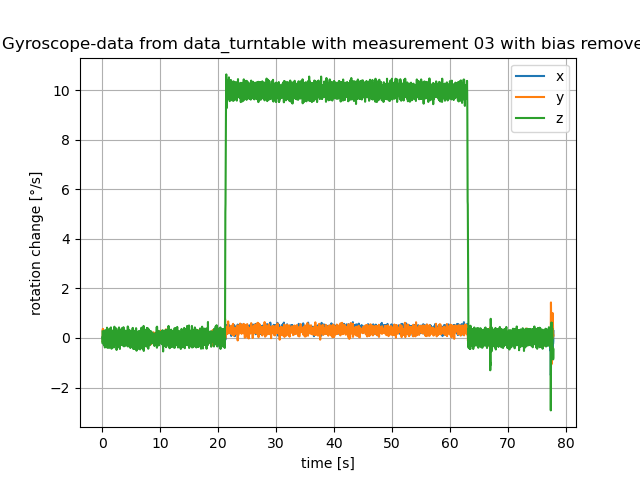 Gyroscope-data from data_turntable with measurement 03 with bias remove
x
y
z
rotation change [°/s]
10
8
6
4
2
0
−2
0 10 20 30 40 50 60 70 80
time [s]